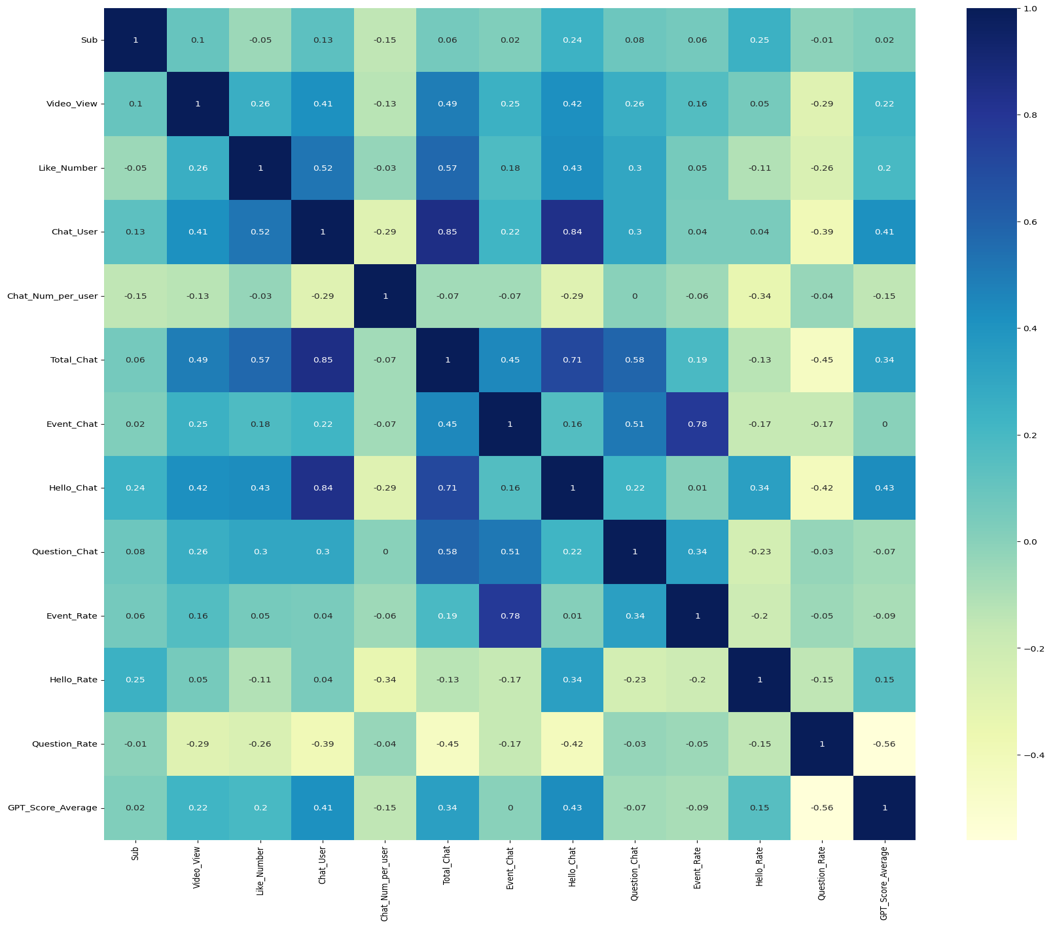 Sub 1 0.1 -0.05 0.13 -0.15 0.06 0.02 0.24 0.08 0.06 0.25 -0.01 0.02
Video_View 0.1 1 0.26 0.41 -0.13 0.49 0.25 0.42 0.26 0.16 0.05 -0.29 0.22
Like_Number -0.05 0.26 1 0.52 -0.03 0.57 0.18 0.43 0.3 0.05 -0.11 -0.26 0.2
Chat_User 0.13 0.41 0.52 1 -0.29 0.85 0.22 0.84 0.3 0.04 0.04 -0.39 0.41
Chat_Num_per_user -0.15 -0.13 -0.03 -0.29 1 -0.07 -0.07 -0.29 0 -0.06 -0.34 -0.04 -0.15
Total_Chat 0.06 0.49 0.57 0.85 -0.07 1 0.45 0.71 0.58 0.19 -0.13 -0.45 0.34
Event_Chat 0.02 0.25 0.18 0.22 -0.07 0.45 1 0.16 0.51 0.78 -0.17 -0.17 0
Hello_Chat 0.24 0.42 0.43 0.84 -0.29 0.71 0.16 1 0.22 0.01 0.34 -0.42 0.43
Question_Chat 0.08 0.26 0.3 0.3 0 0.58 0.51 0.22 1 0.34 -0.23 -0.03 -0.07
Event_Rate 0.06 0.16 0.05 0.04 -0.06 0.19 0.78 0.01 0.34 1 -0.2 -0.05 -0.09
Hello_Rate 0.25 0.05 -0.11 0.04 -0.34 -0.13 -0.17 0.34 -0.23 -0.2 1 -0.15 0.15
Question_Rate -0.01 -0.29 -0.26 -0.39 -0.04 -0.45 -0.17 -0.42 -0.03 -0.05 -0.15 1 -0.56
GPT_Score_Average 0.02 0.22 0.2 0.41 -0.15 0.34 0 0.43 -0.07 -0.09 0.15 -0.56 1
Sub
Video_View
Like_Number
Chat_User
Chat_Num_per_user
Total_Chat
Event_Chat
Hello_Chat
Question_Chat
Event_Rate
Hello_Rate
Question_Rate
GPT_Score_Average
1.0
0.8
0.6
0.4
0.2
0.0
−0.2
−0.4